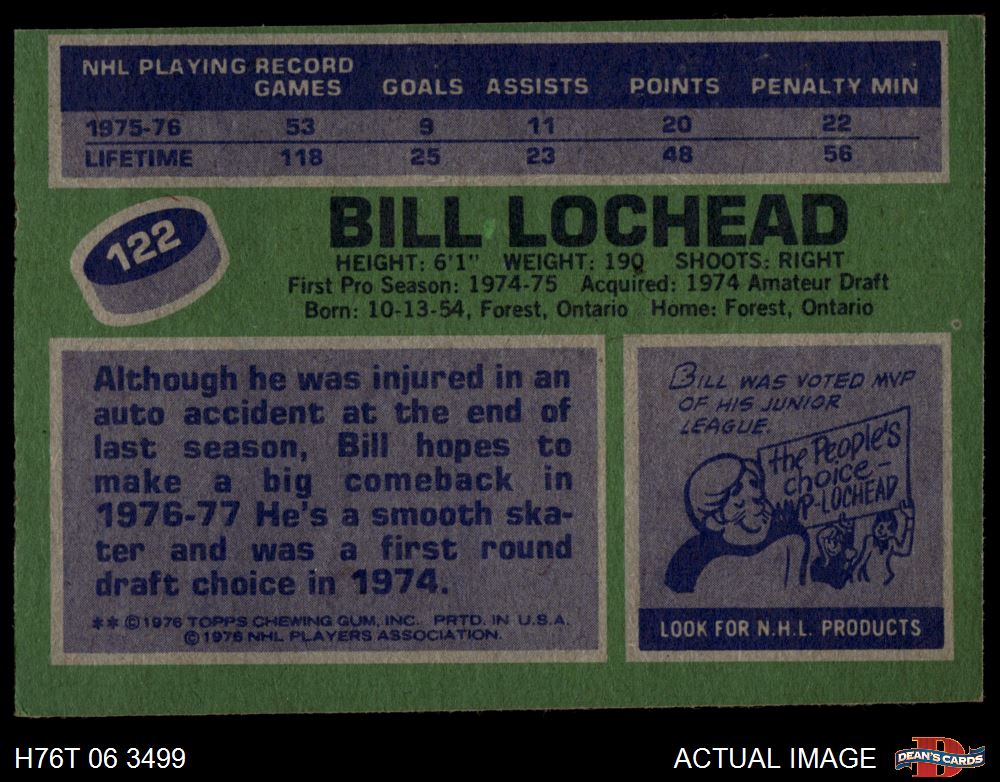 NHL PLAYING RECORD
GAMES GOALS ASSISTS POINTS PENALTY MIN
1975-76 53 9 11 20 22
LIFETIME 118 25 23 48 56
122
BILL LOCHEAD
HEIGHT: 6'1" WEIGHT: 190 SHOOTS: RIGHT
First Pro Season: 1974-75 Acquired: 1974 Amateur Draft
Born: 10-13-54, Forest, Ontario Home: Forest, Ontario
Although he was injured in an
auto accident at the end of
last season, Bill hopes to
make a big comeback in
1976-77 He's a smooth ska-
ter and was a first round
draft choice in 1974.
** © 1976 TOPPS CHEWING GUM, INC. PRTD. IN U.S.A.
© 1976 NHL PLAYERS ASSOCIATION.
BILL WAS VOTED MVP
OF HIS JUNIOR
LEAGUE.
the People's
choice-
MVP-LOCHEAD
LOOK FOR N.H.L. PRODUCTS
H76T 06 3499
ACTUAL IMAGE
D
DEAN'S CARDS